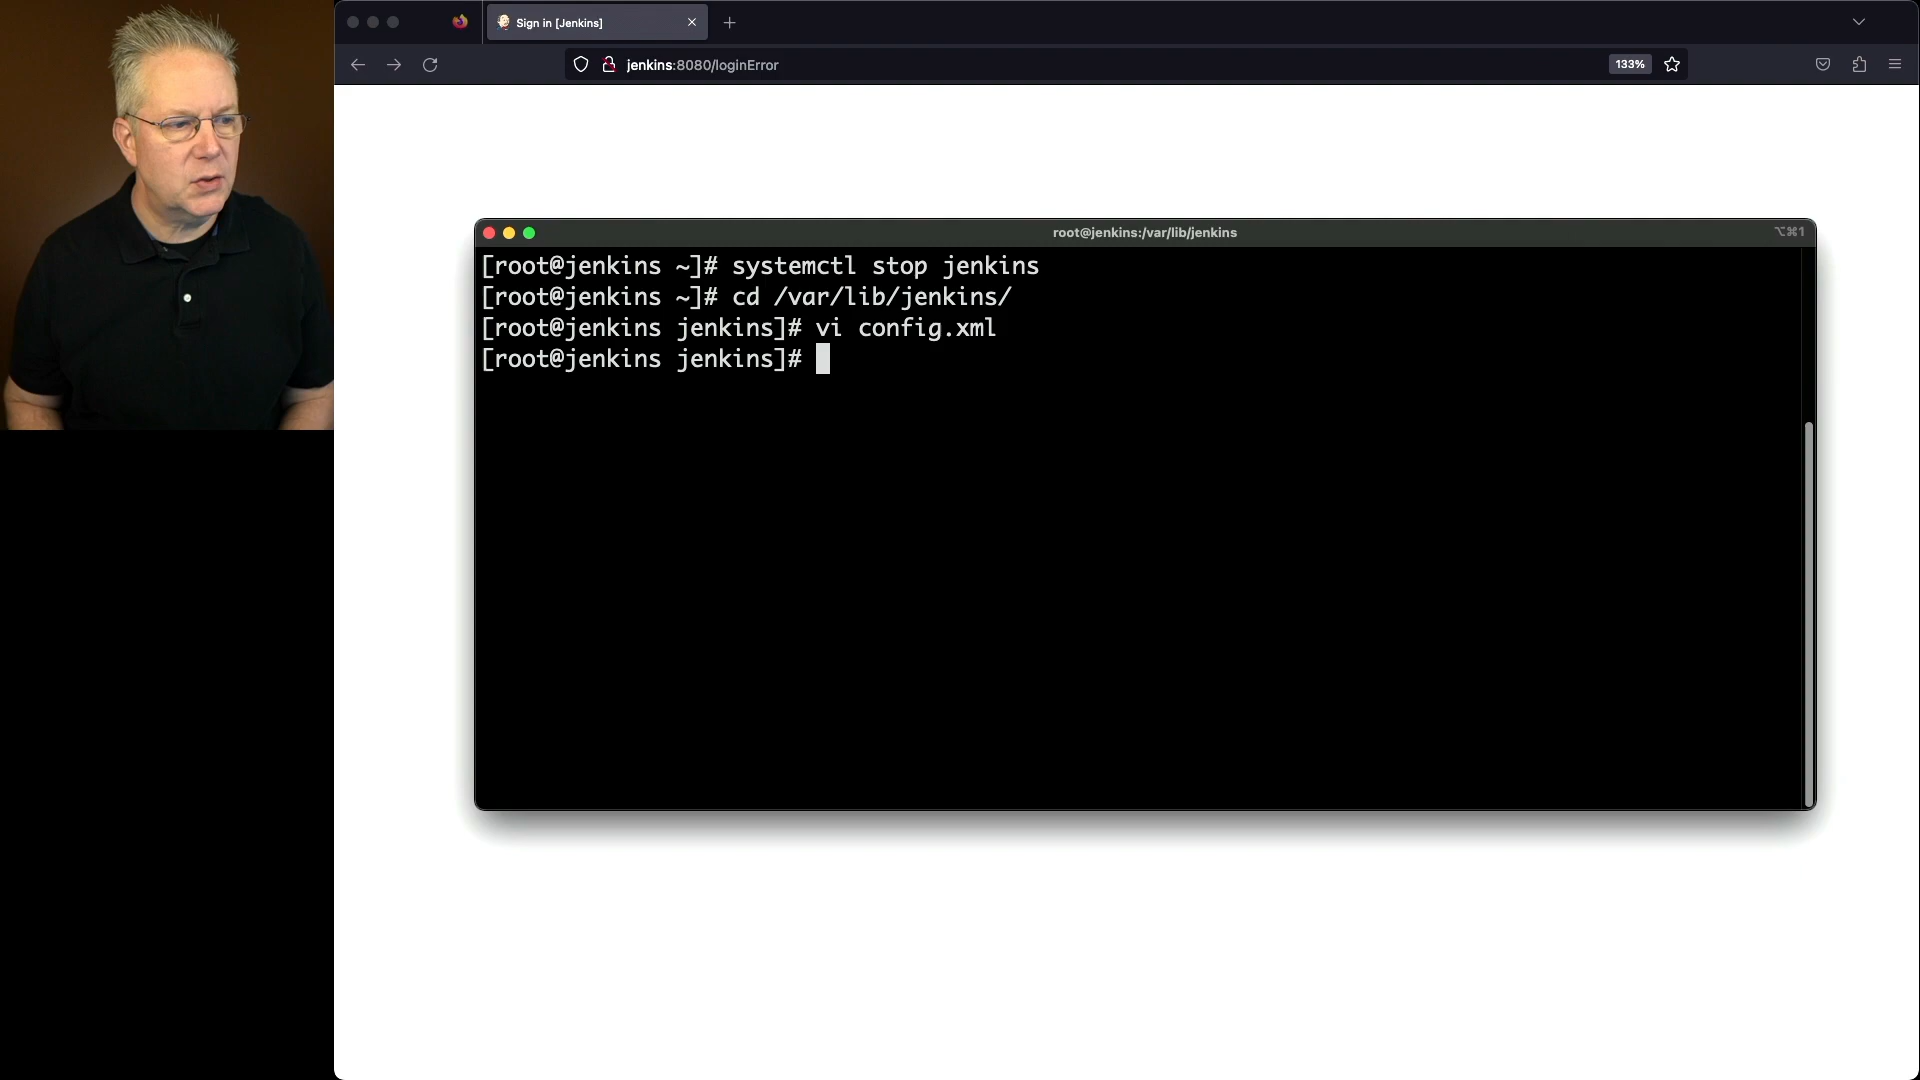 Sign in [Jenkins]
jenkins:8080/loginError
133%
root@jenkins:/var/lib/jenkins
⌥⌘1
[root@jenkins ~]# systemctl stop jenkins
[root@jenkins ~]# cd /var/lib/jenkins/
[root@jenkins jenkins]# vi config.xml
[root@jenkins jenkins]#